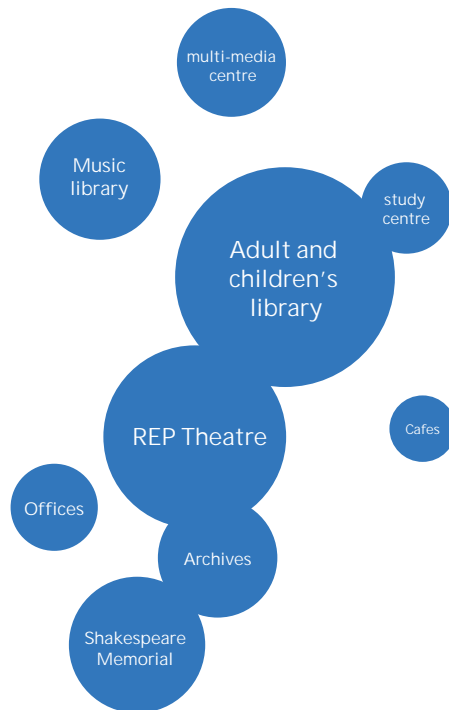 multi-media
centre
Music
library
study
centre
Adult and
children's
library
REP Theatre
Cafes
Offices
Archives
Shakespeare
Memorial